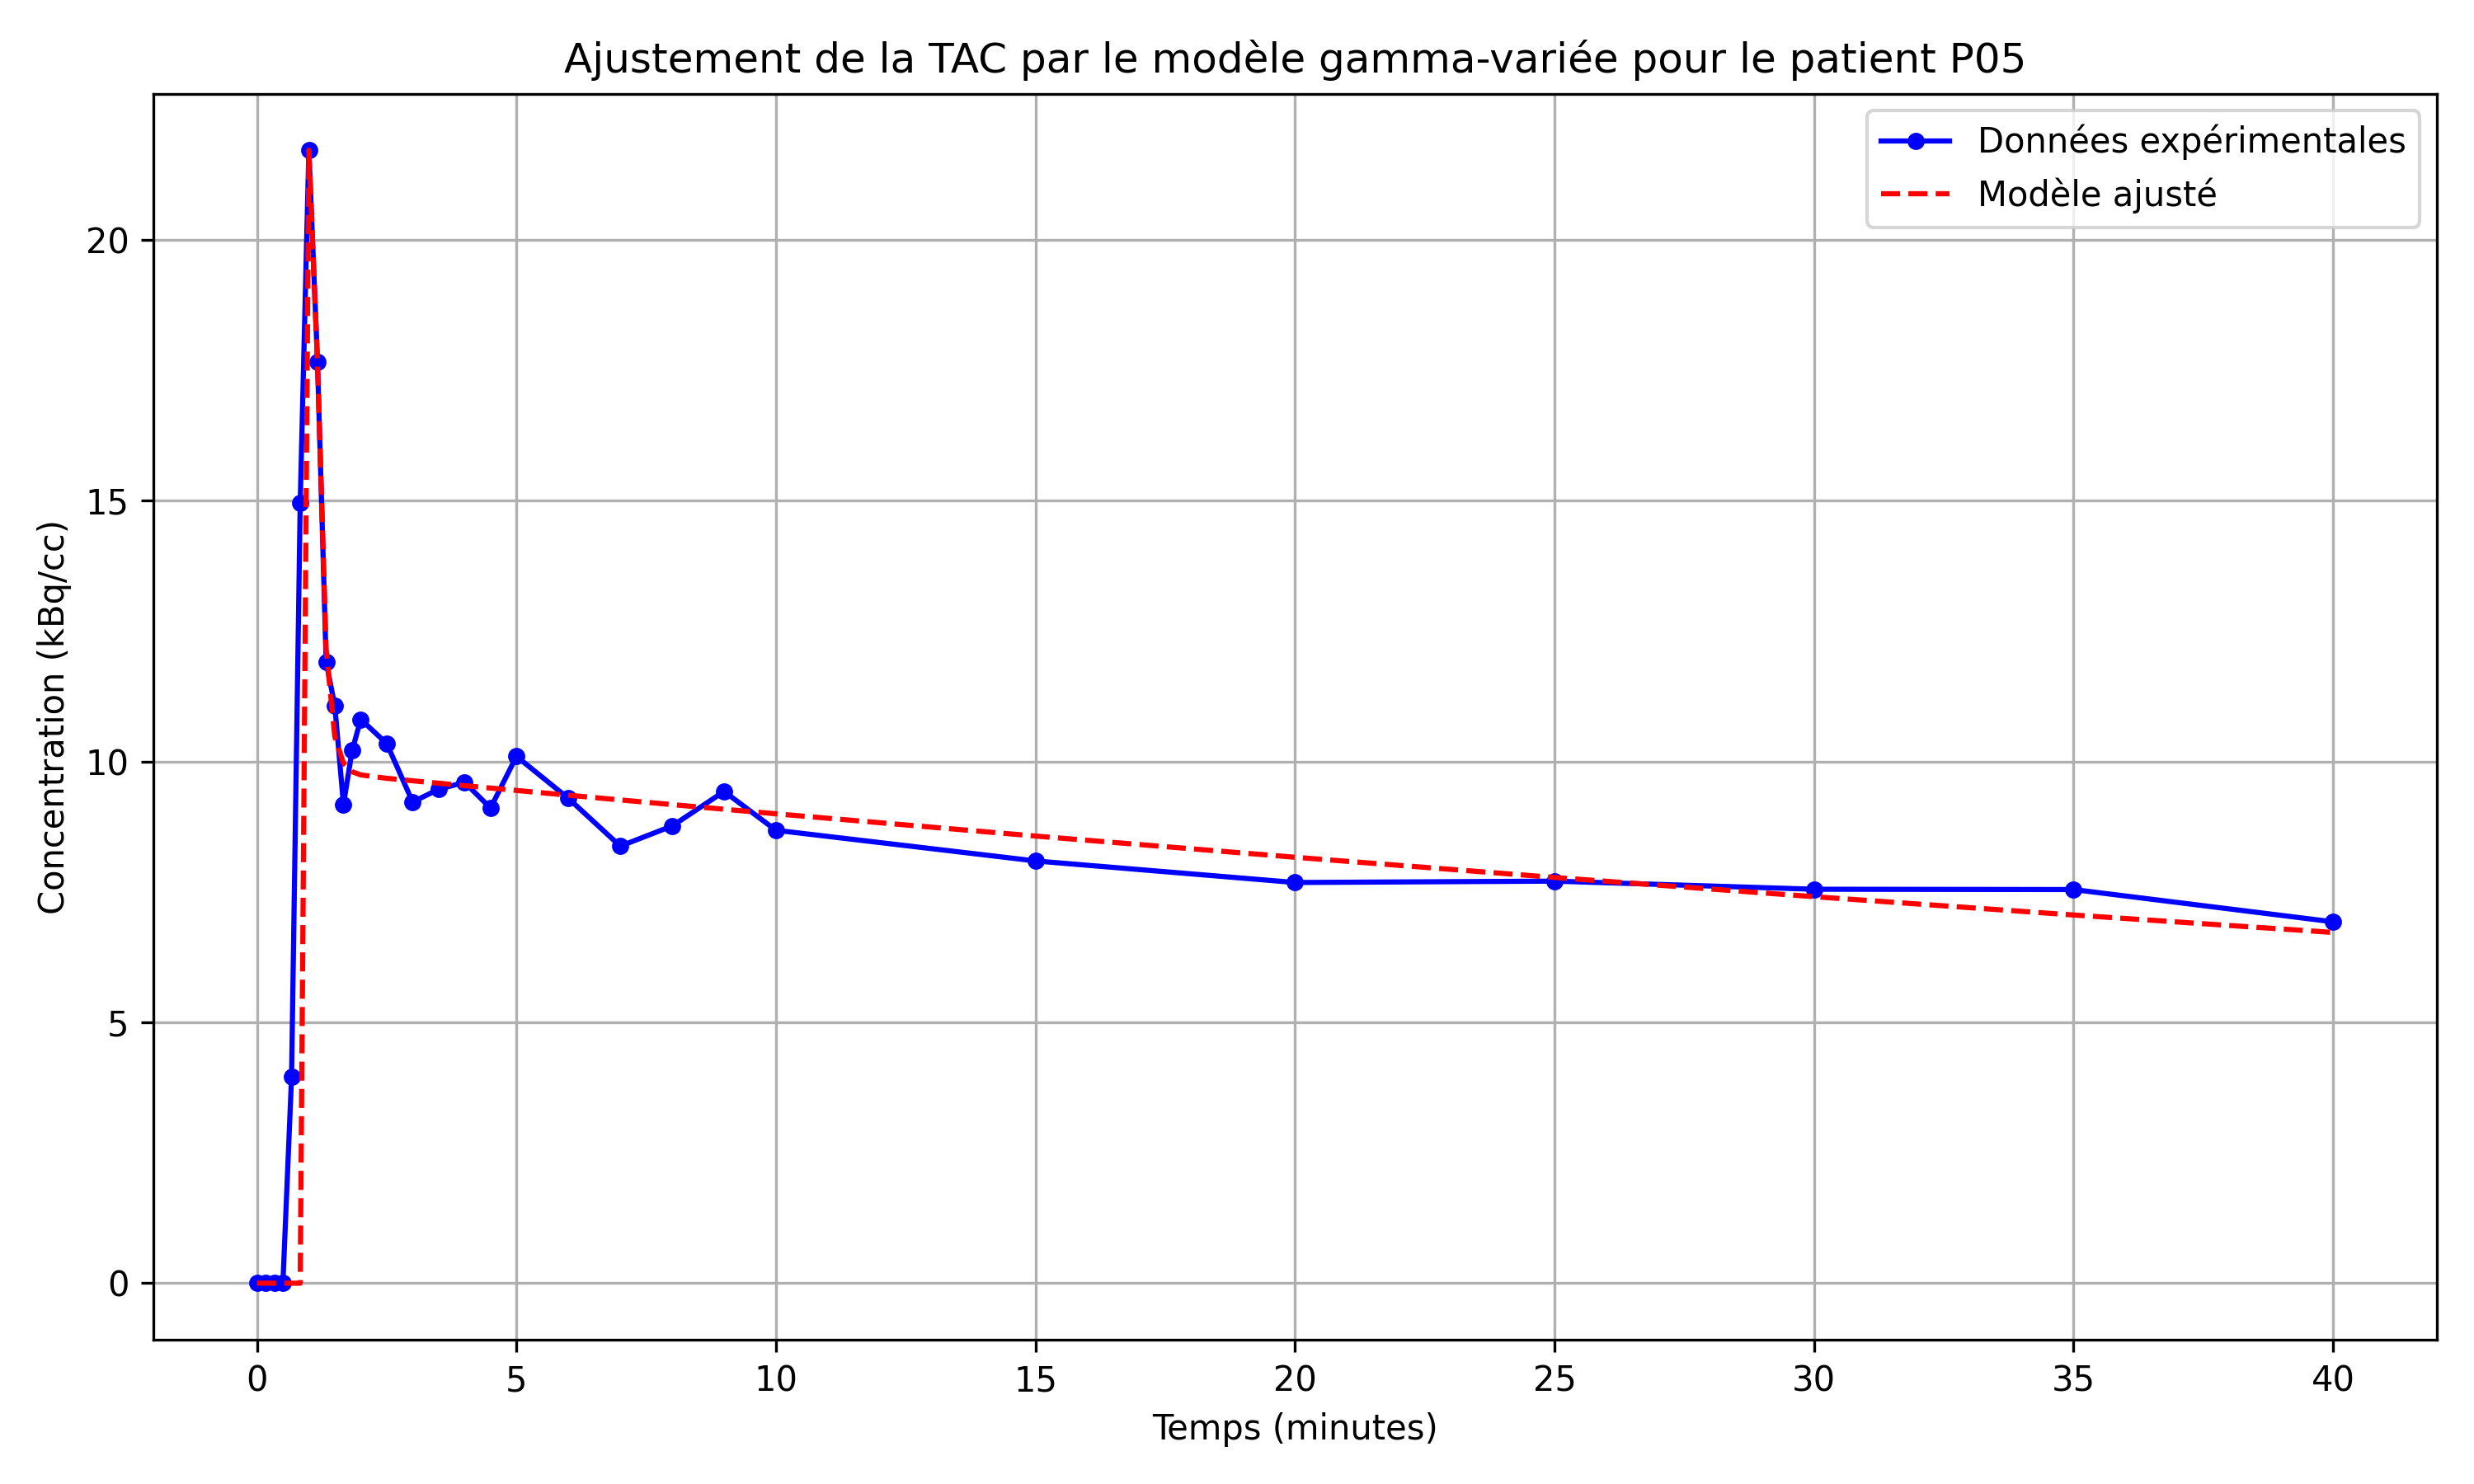 Ajustement de la TAC par le modèle gamma-variée pour le patient P05
Données expérimentales
Modèle ajusté
Concentration (kBq/cc)
20
15
10
5
0
0 5 10 15 20 25 30 35 40
Temps (minutes)